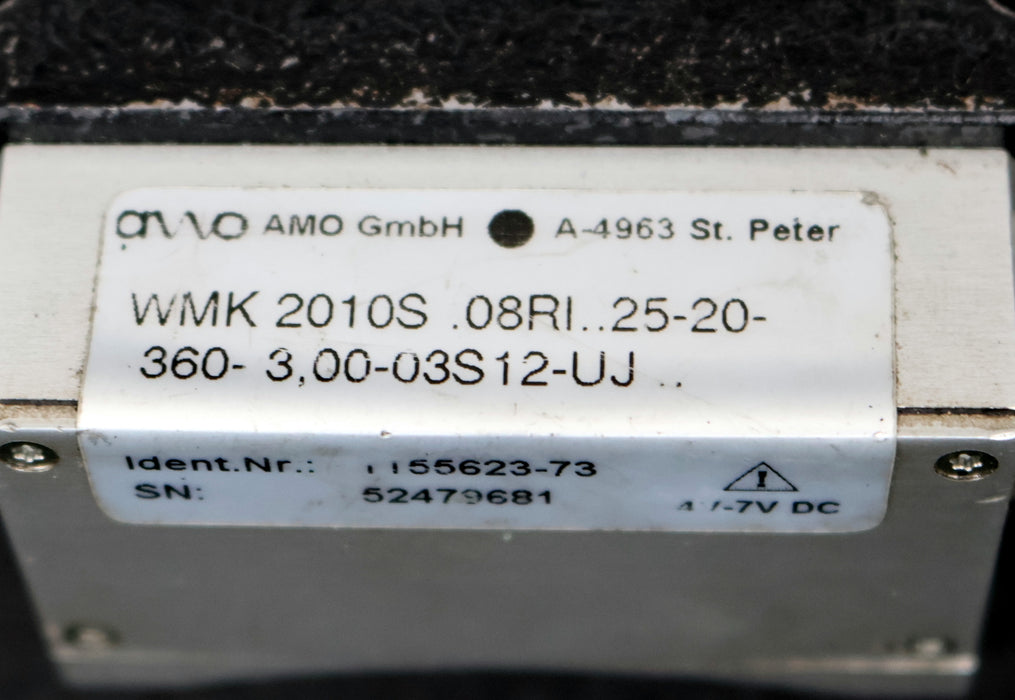 amo AMO GmbH ● A-4963 St. Peter
WMK 2010S .08RI..25-20-
360- 3,00-03S12-UJ ..
Ident.Nr.: 1155623-73
SN: 52479681
4V-7V DC